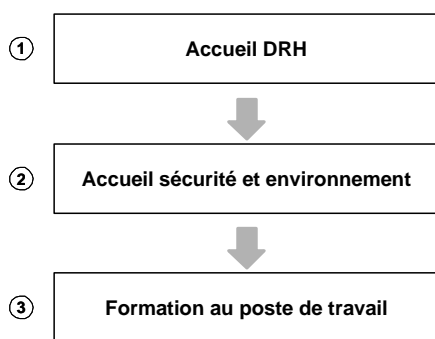 ① Accueil DRH
② Accueil sécurité et environnement
③ Formation au poste de travail